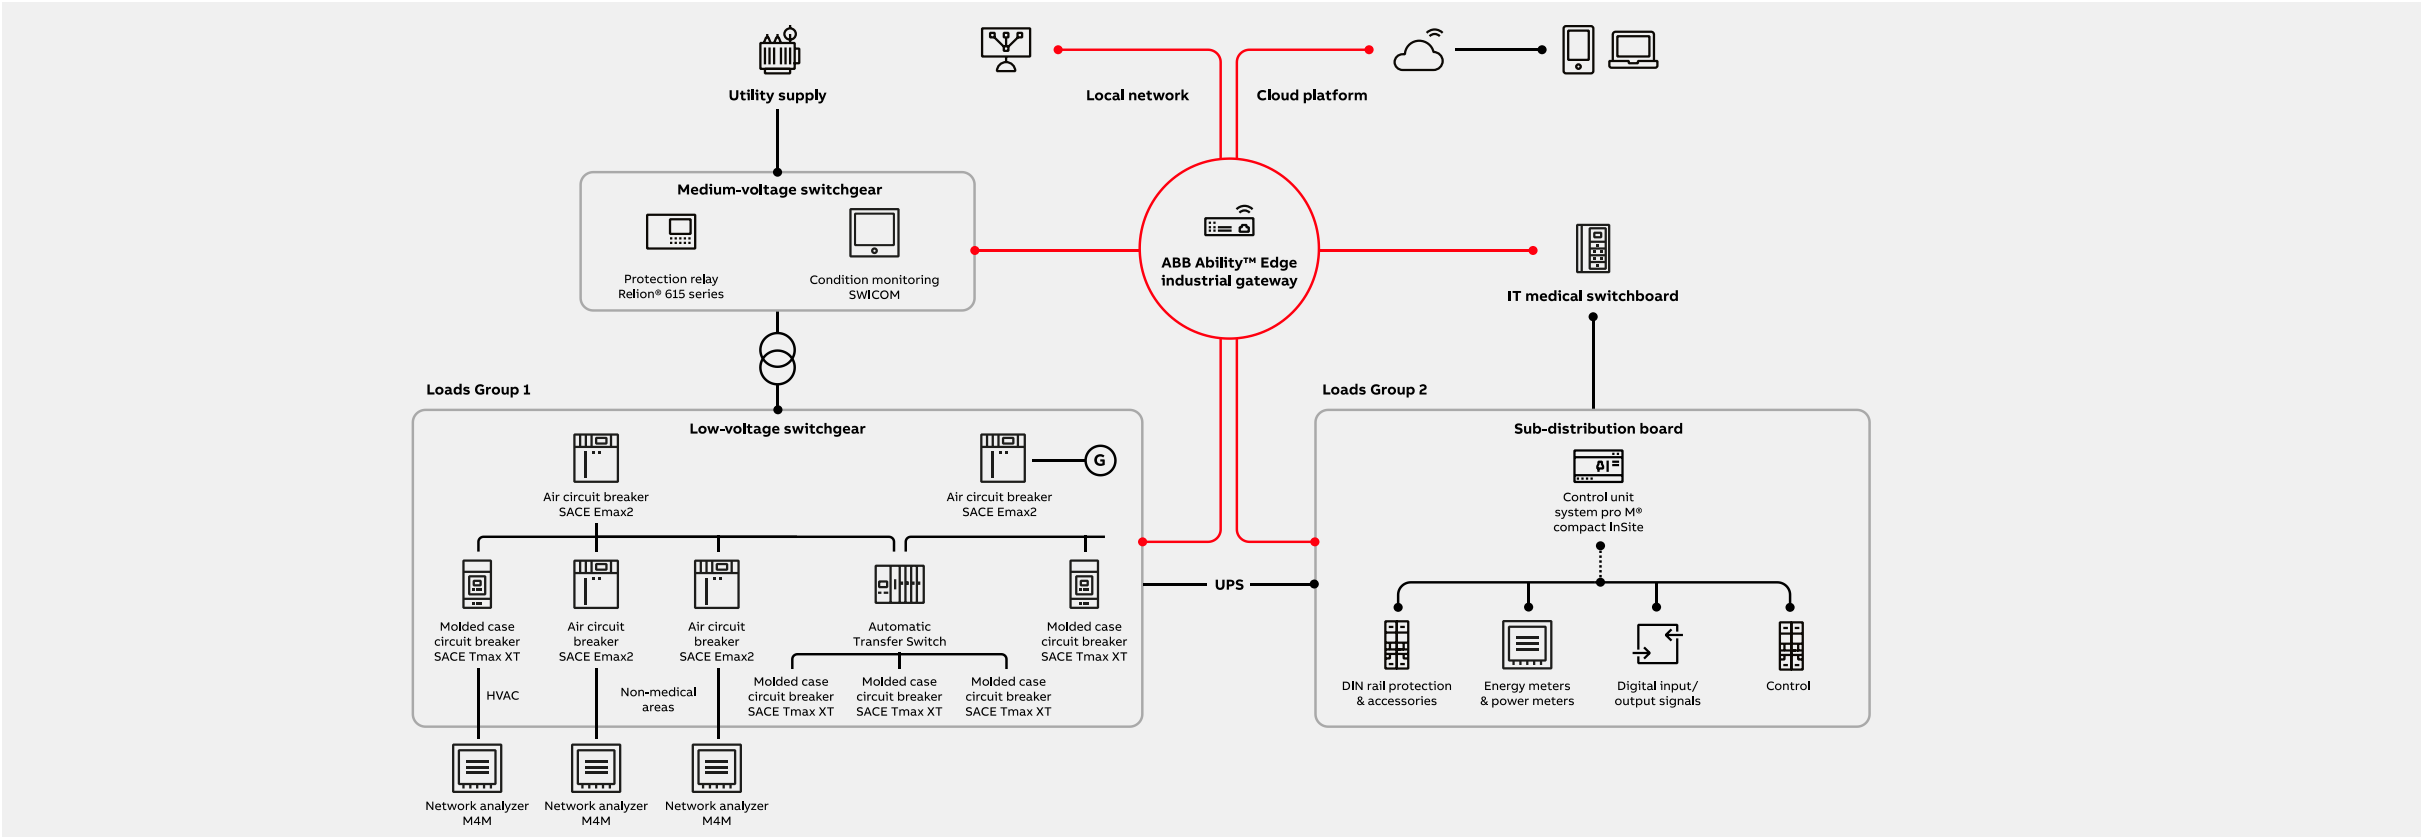 Utility supply
Local network
Cloud platform
Medium-voltage switchgear
Protection relay
Relion® 615 series
Condition monitoring
SWICOM
ABB Ability™ Edge
industrial gateway
IT medical switchboard
Loads Group 1
Low-voltage switchgear
Air circuit breaker
SACE Emax2
Air circuit breaker
SACE Emax2
G
Molded case
circuit breaker
SACE Tmax XT
Air circuit
breaker
SACE Emax2
Air circuit
breaker
SACE Emax2
Automatic
Transfer Switch
Molded case
circuit breaker
SACE Tmax XT
Molded case
circuit breaker
SACE Tmax XT
Molded case
circuit breaker
SACE Tmax XT
Molded case
circuit breaker
SACE Tmax XT
HVAC
Non-medical
areas
Network analyzer
M4M
Network analyzer
M4M
Network analyzer
M4M
UPS
Loads Group 2
Sub-distribution board
Control unit
system pro M®
compact InSite
DIN rail protection
& accessories
Energy meters
& power meters
Digital input/
output signals
Control